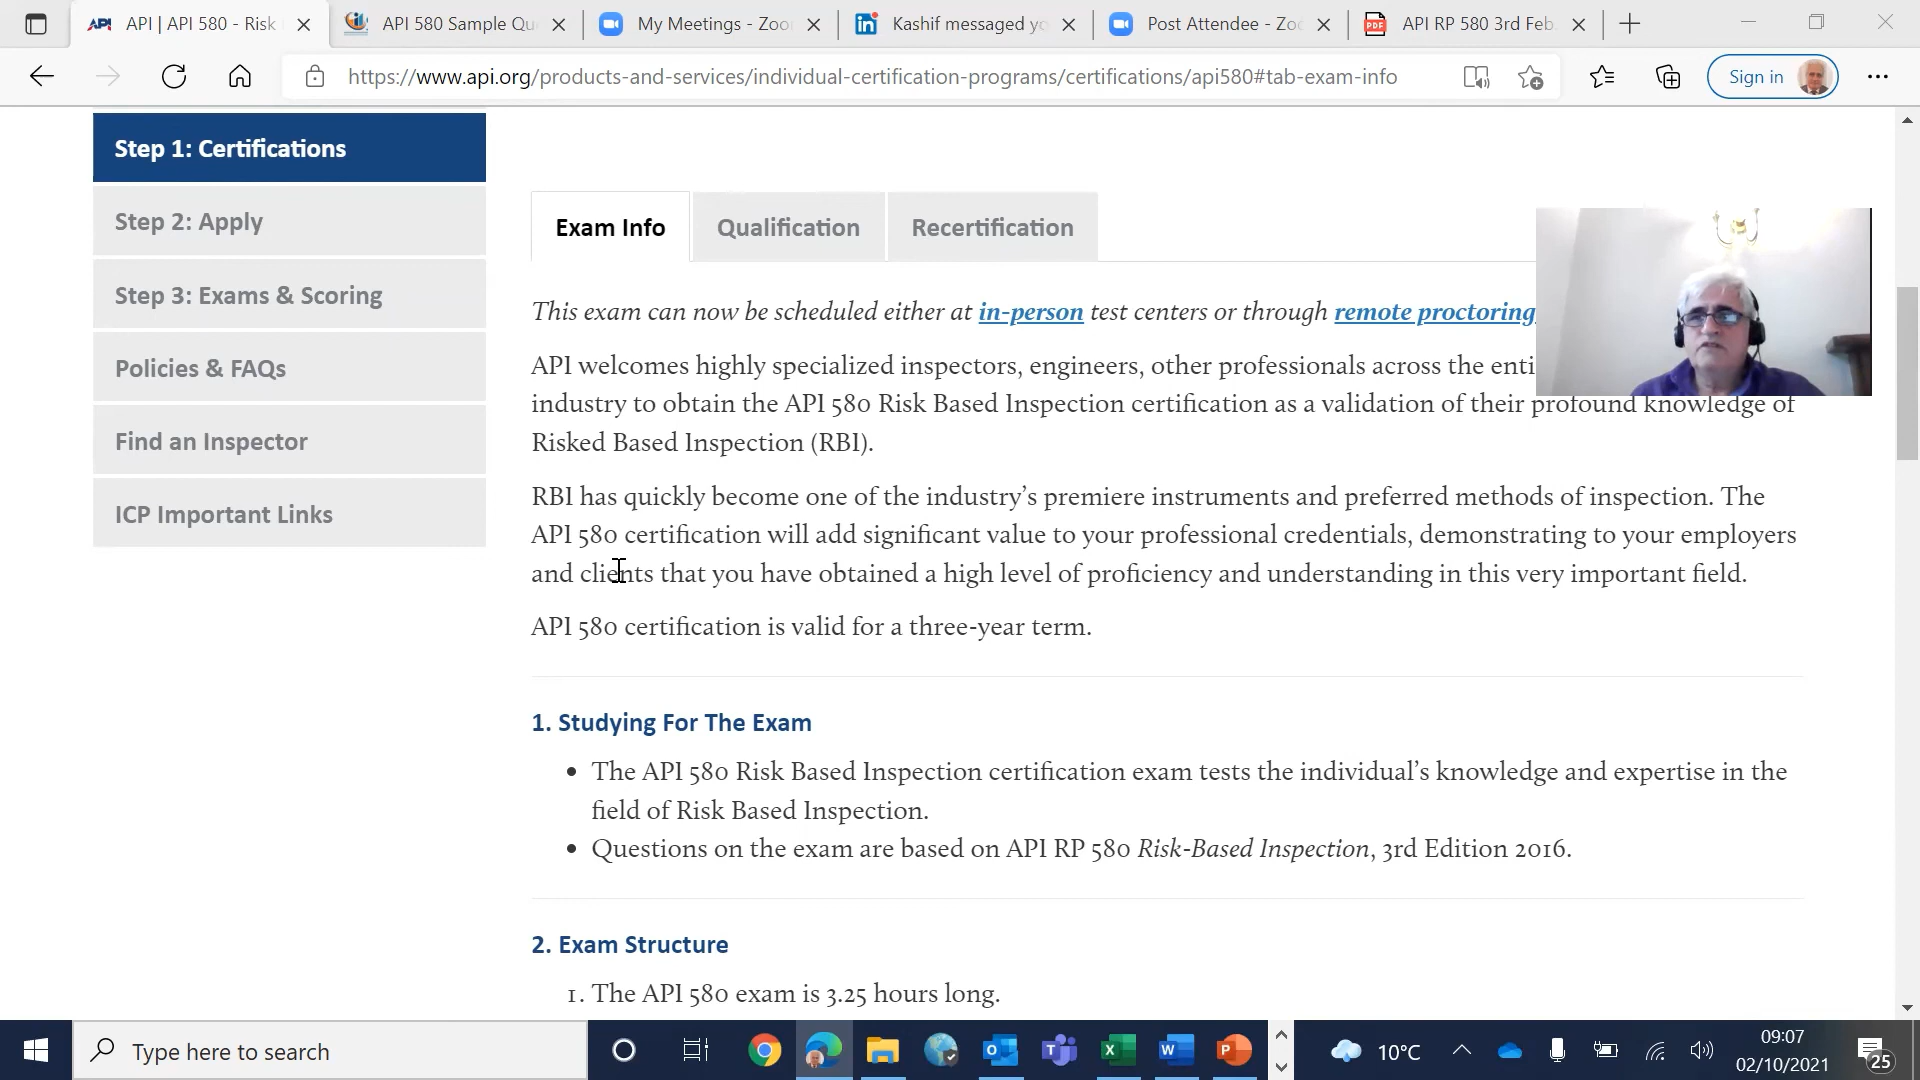 API | API 580 - Risk
API 580 Sample Qu
My Meetings - Zoo
Kashif messaged yo
Post Attendee - Zo
API RP 580 3rd Feb
https://www.api.org/products-and-services/individual-certification-programs/certifications/api580#tab-exam-info
Sign in
Step 1: Certifications
Step 2: Apply
Step 3: Exams & Scoring
Policies & FAQs
Find an Inspector
ICP Important Links
Exam Info
Qualification
Recertification
This exam can now be scheduled either at in-person test centers or through remote proctoring
API welcomes highly specialized inspectors, engineers, other professionals across the enti
industry to obtain the API 580 Risk Based Inspection certification as a validation of their profound knowledge of
Risked Based Inspection (RBI).
RBI has quickly become one of the industry’s premiere instruments and preferred methods of inspection. The
API 580 certification will add significant value to your professional credentials, demonstrating to your employers
and clients that you have obtained a high level of proficiency and understanding in this very important field.
API 580 certification is valid for a three-year term.
1. Studying For The Exam
• The API 580 Risk Based Inspection certification exam tests the individual’s knowledge and expertise in the
field of Risk Based Inspection.
• Questions on the exam are based on API RP 580 Risk-Based Inspection, 3rd Edition 2016.
2. Exam Structure
1. The API 580 exam is 3.25 hours long.
Type here to search
10°C
09:07
02/10/2021
25